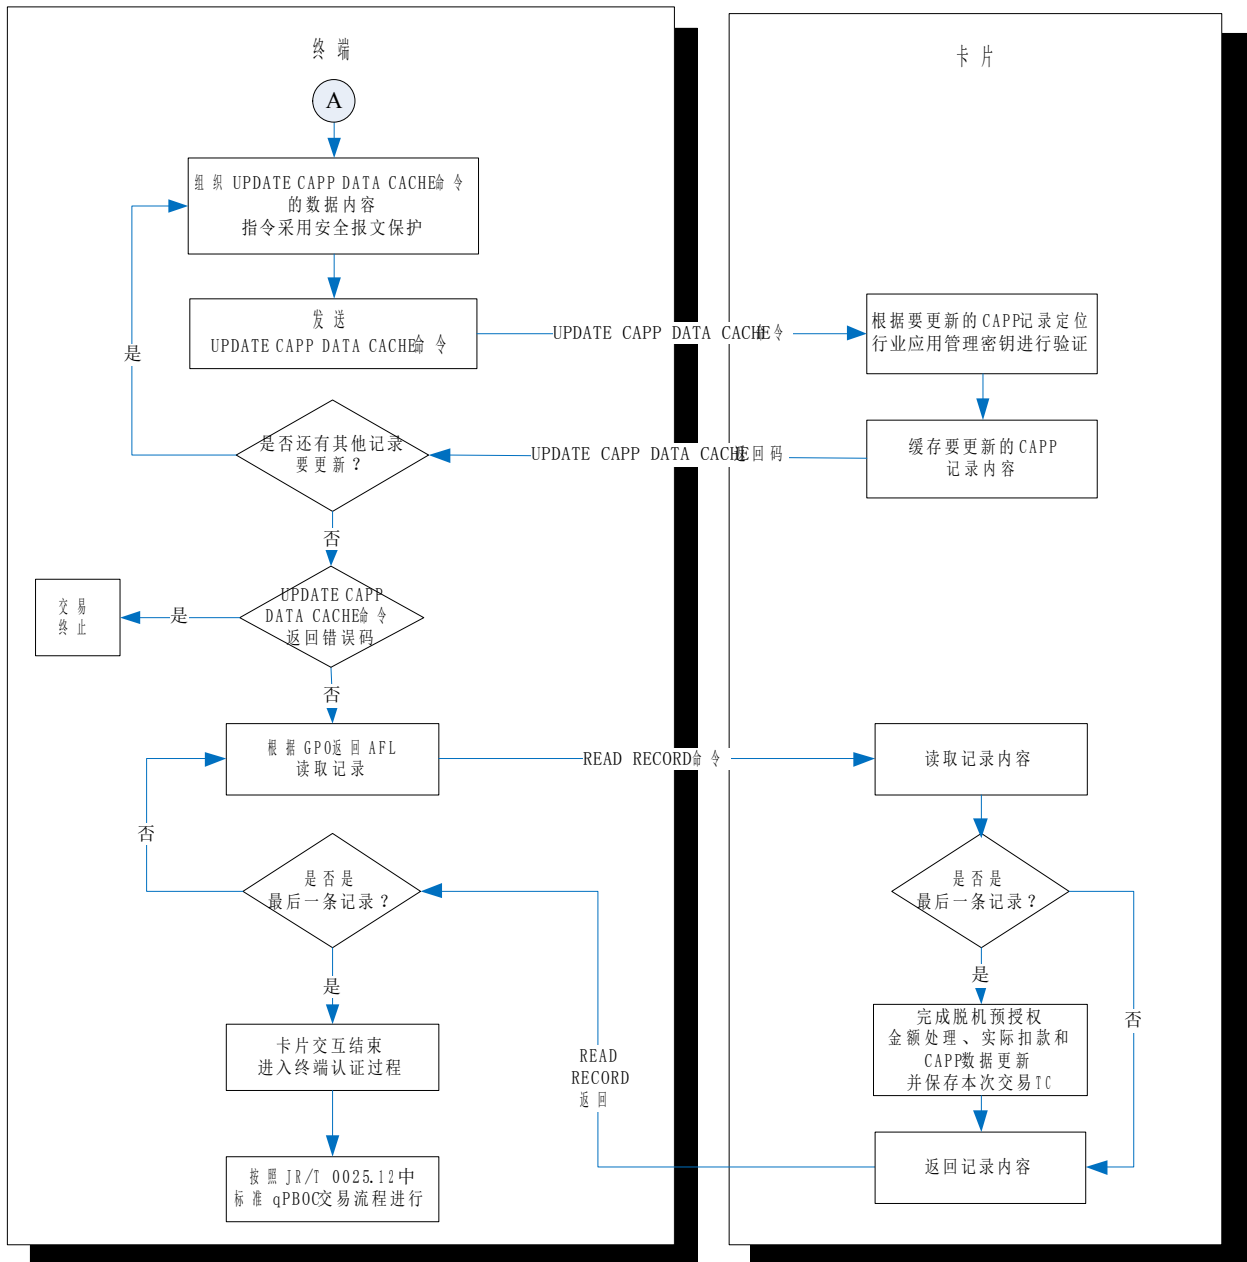 终端
卡片
A
组织 UPDATE CAPP DATA CACHE命令
的数据内容
指令采用安全报文保护
发送
UPDATE CAPP DATA CACHE命令
UPDATE CAPP DATA CACHE命令
根据要更新的CAPP记录定位
行业应用管理密钥进行验证
是
是否还有其他记录
要更新？
UPDATE CAPP DATA CACHE返回码
缓存要更新的CAPP
记录内容
否
UPDATE CAPP
DATA CACHE命令
返回错误码
是
交易
终止
否
根据GPO返回AFL
读取记录
READ RECORD命令
读取记录内容
否
是否是
最后一条记录？
是否是
最后一条记录？
是
是
完成脱机预授权
金额处理、实际扣款和
CAPP数据更新
并保存本次交易TC
否
卡片交互结束
进入终端认证过程
READ
RECORD
返回
返回记录内容
按照 JR/T 0025.12中
标准 qPBOC交易流程进行